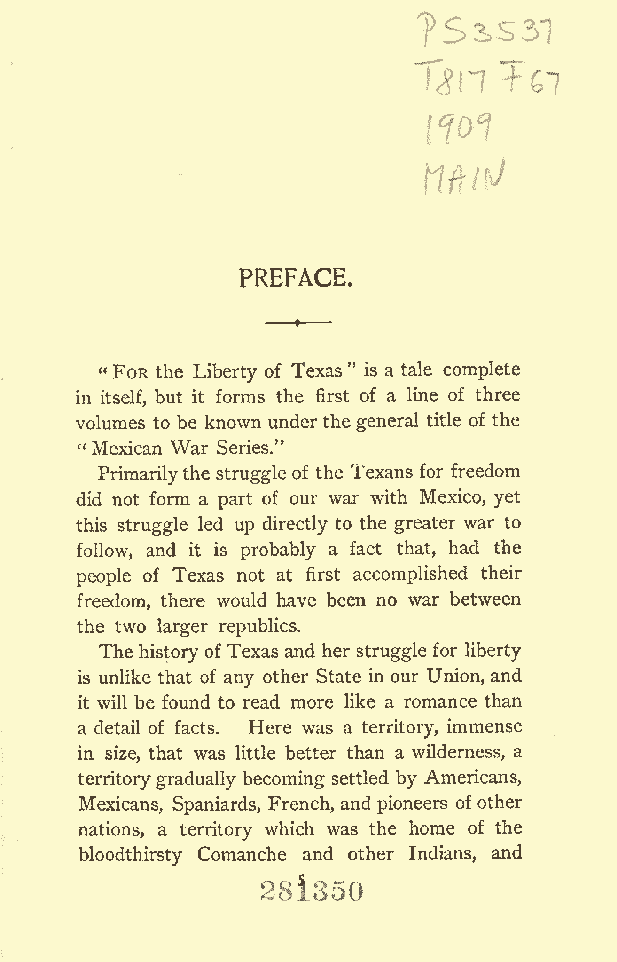 PS3537
T817 F67
1909
MAIN
PREFACE.
“FOR the Liberty of Texas” is a tale complete
in itself, but it forms the first of a line of three
volumes to be known under the general title of the
“Mexican War Series.”
Primarily the struggle of the Texans for freedom
did not form a part of our war with Mexico, yet
this struggle led up directly to the greater war to
follow, and it is probably a fact that, had the
people of Texas not at first accomplished their
freedom, there would have been no war between
the two larger republics.
The history of Texas and her struggle for liberty
is unlike that of any other State in our Union, and
it will be found to read more like a romance than
a detail of facts. Here was a territory, immense
in size, that was little better than a wilderness, a
territory gradually becoming settled by Americans,
Mexicans, Spaniards, French, and pioneers of other
nations, a territory which was the home of the
bloodthirsty Comanche and other Indians, and
5
281350